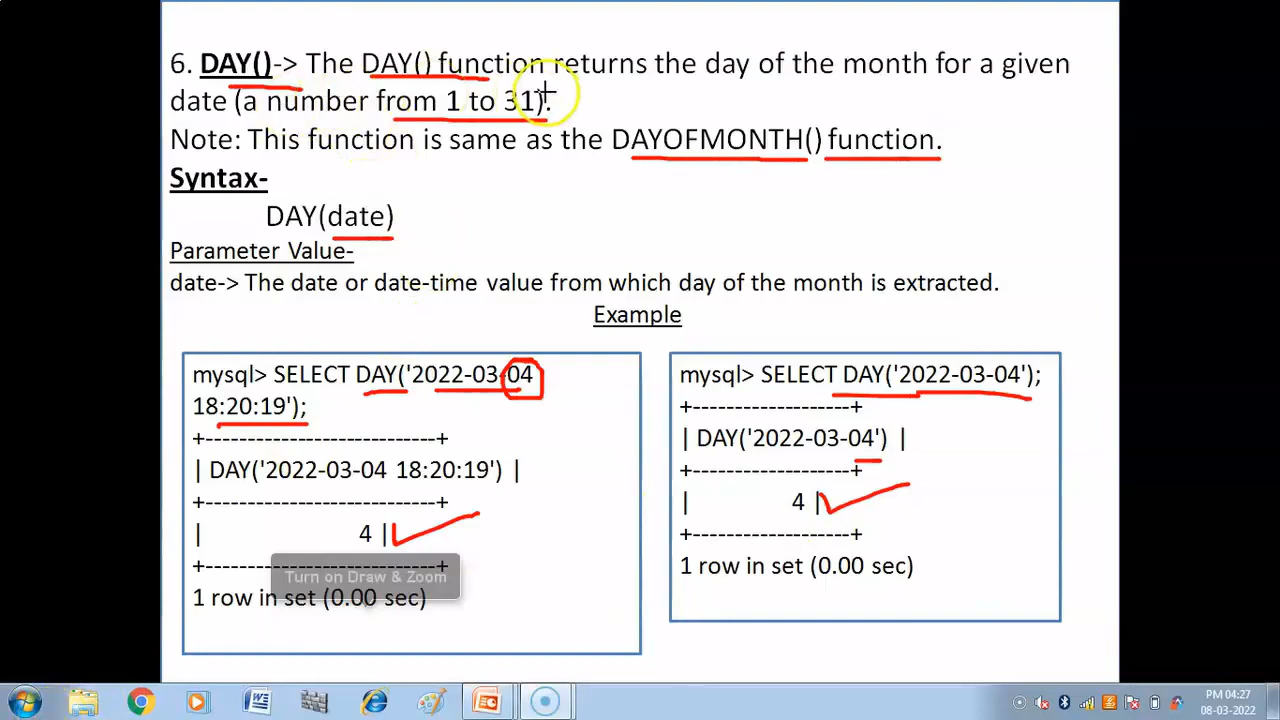 6. DAY()-> The DAY() function returns the day of the month for a given
date (a number from 1 to 31).
Note: This function is same as the DAYOFMONTH() function.
Syntax-
DAY(date)
Parameter Value-
date-> The date or date-time value from which day of the month is extracted.
Example
mysql> SELECT DAY('2022-03-04
18:20:19');
+---------------------------+
| DAY('2022-03-04 18:20:19') |
+---------------------------+
| 4 |
+---------------------------+
1 row in set (0.00 sec)
mysql> SELECT DAY('2022-03-04');
+-------------------+
| DAY('2022-03-04') |
+-------------------+
| 4 |
+-------------------+
1 row in set (0.00 sec)
Turn on Draw & Zoom
PM 04:27
08-03-2022